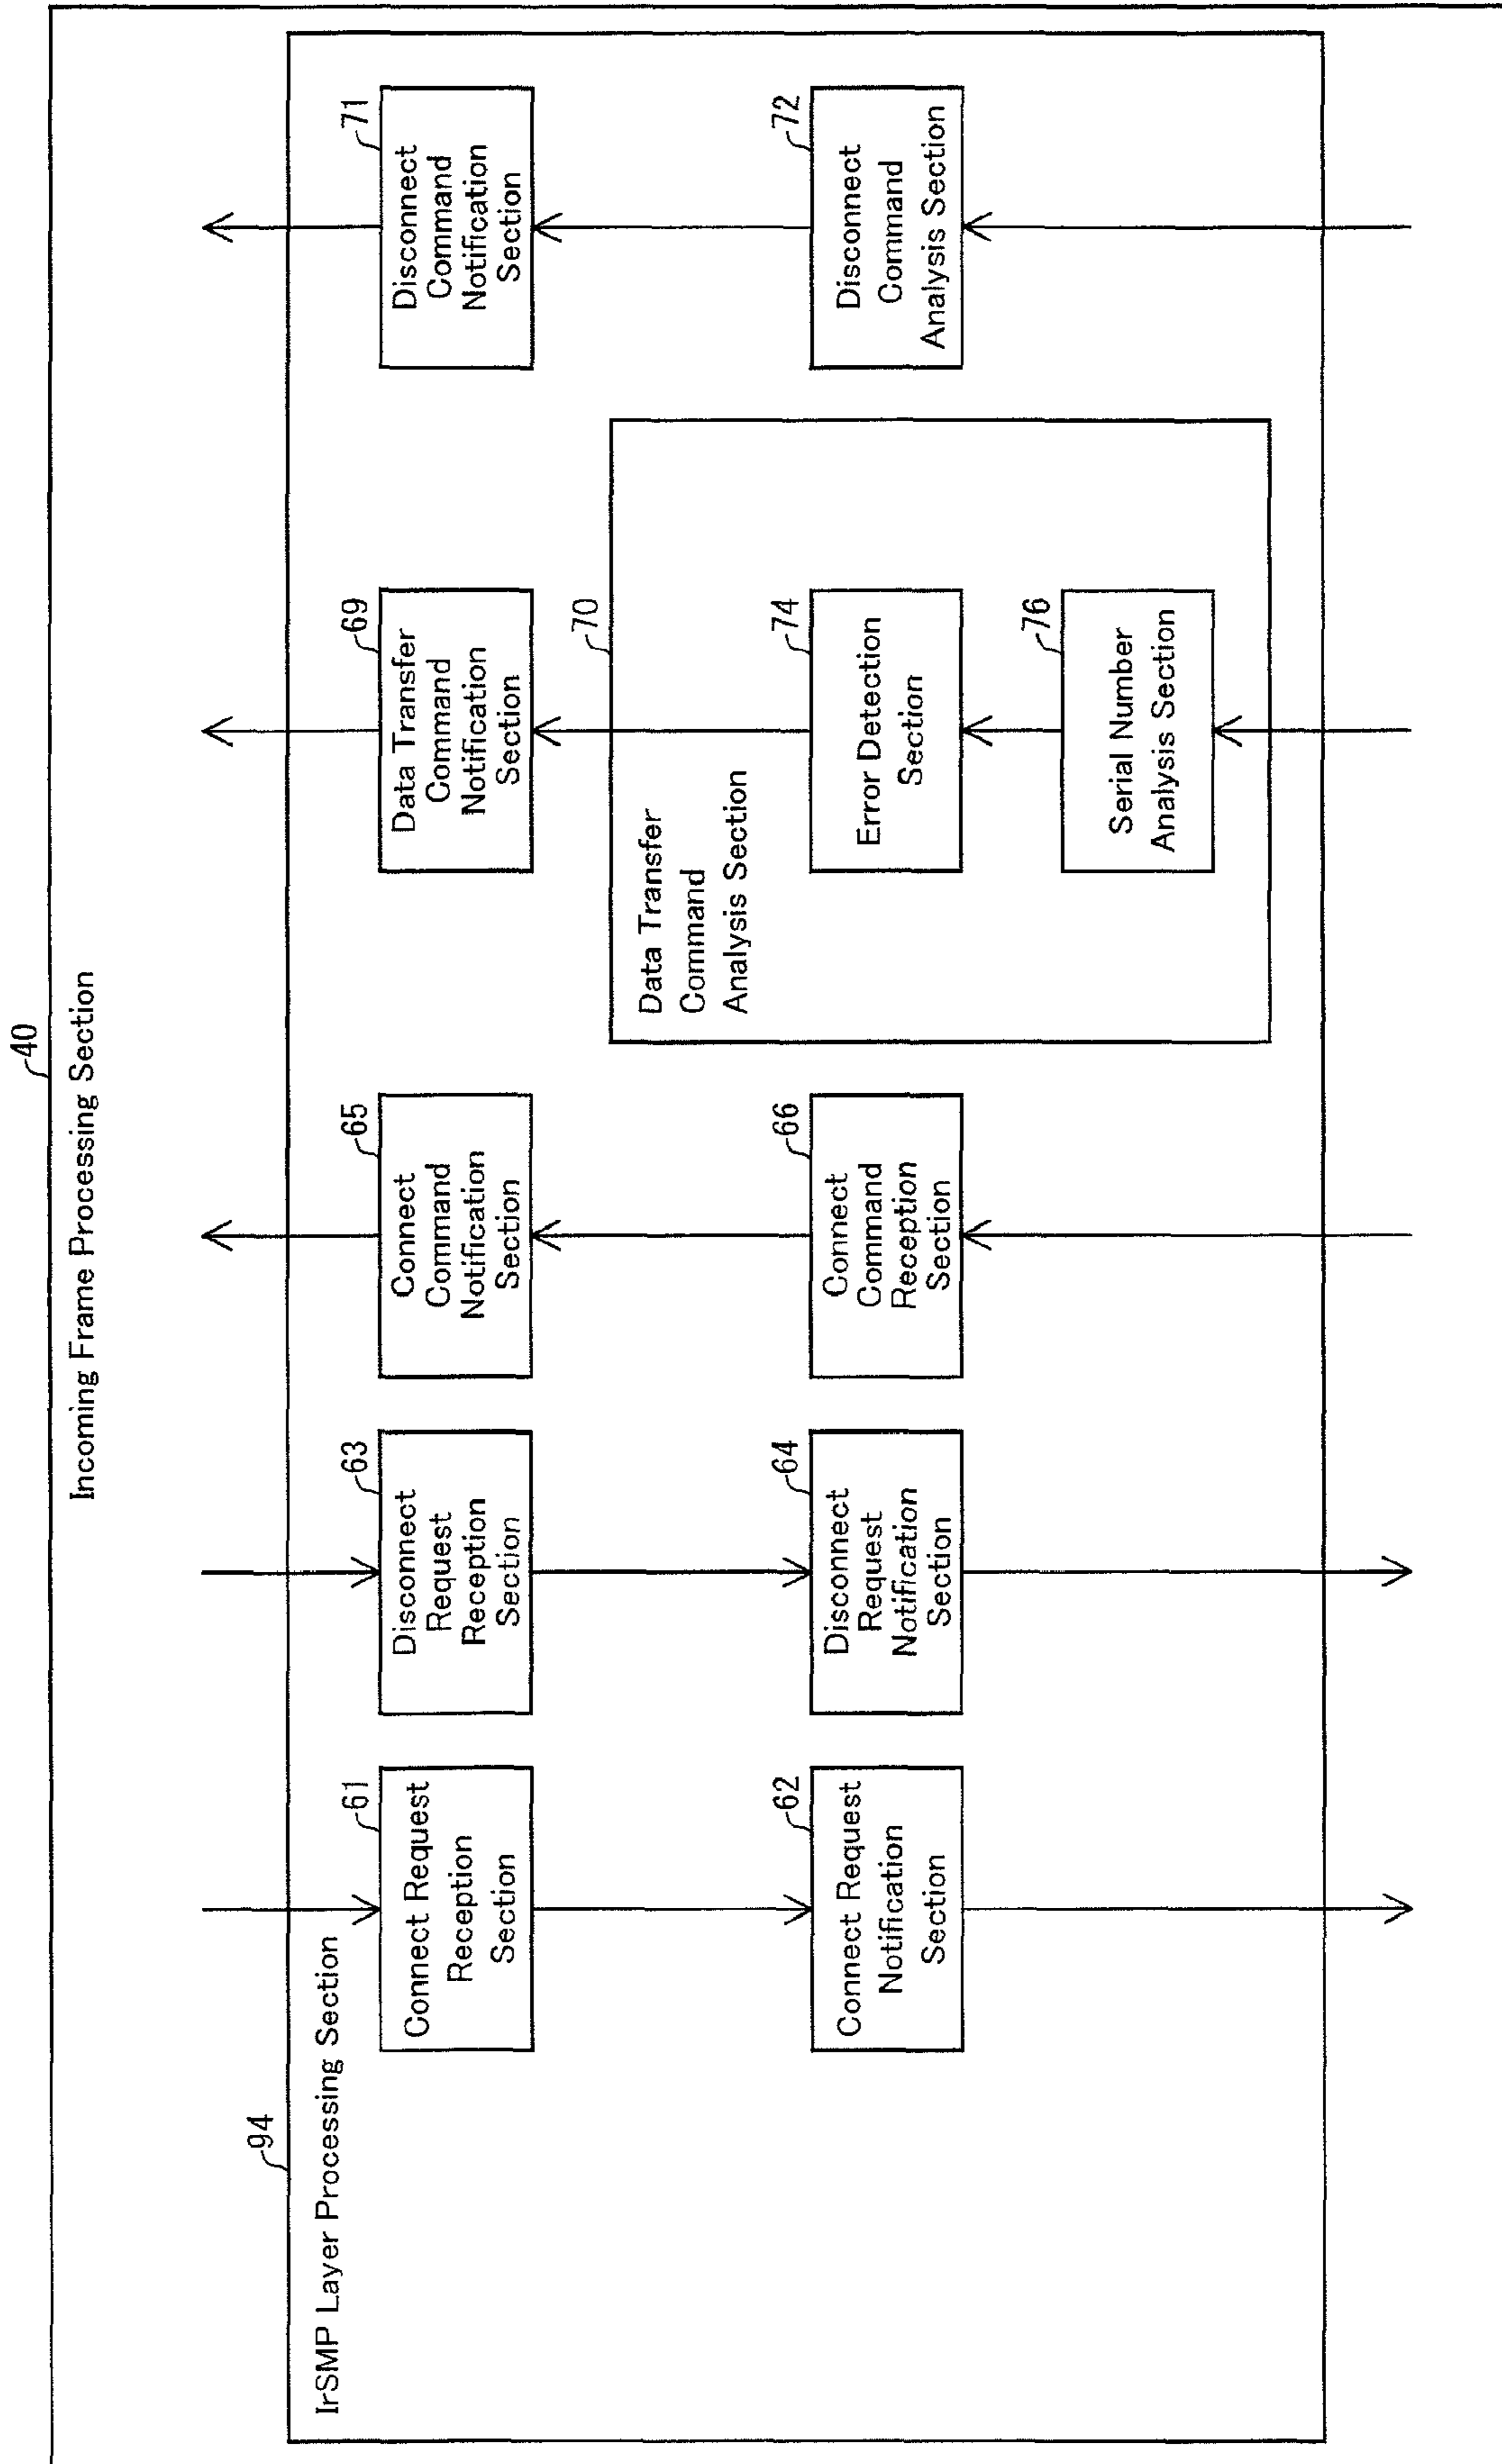 40
Incoming Frame Processing Section
94
IrSMP Layer Processing Section
61
Connect Request
Reception
Section
63
Disconnect
Request
Reception
Section
65
Connect
Command
Notification
Section
69
Data Transfer
Command
Notification
Section
71
Disconnect
Command
Notification
Section
70
Data Transfer
Command
Analysis Section
62
Connect Request
Notification
Section
64
Disconnect
Request
Notification
Section
66
Connect
Command
Reception
Section
74
Error Detection
Section
72
Disconnect
Command
Analysis Section
76
Serial Number
Analysis Section